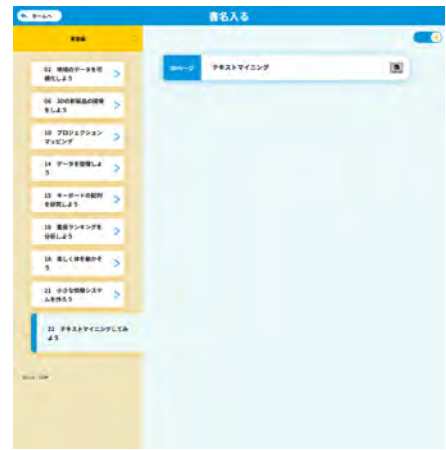 ホームへ
書名入る
02 地域のデータを可
視化しよう
06 3Dの新製品の開発
をしよう
10 プロジェクション
マッピング
14 データを整理しよ
う
15 キーボードの配列
を研究しよう
16 重要ランキングを
分析しよう
18 楽しく体を動かそ
う
21 小さな情報システ
ムを作ろう
22 テキストマイニングしてみ
よう
テキストマイニング